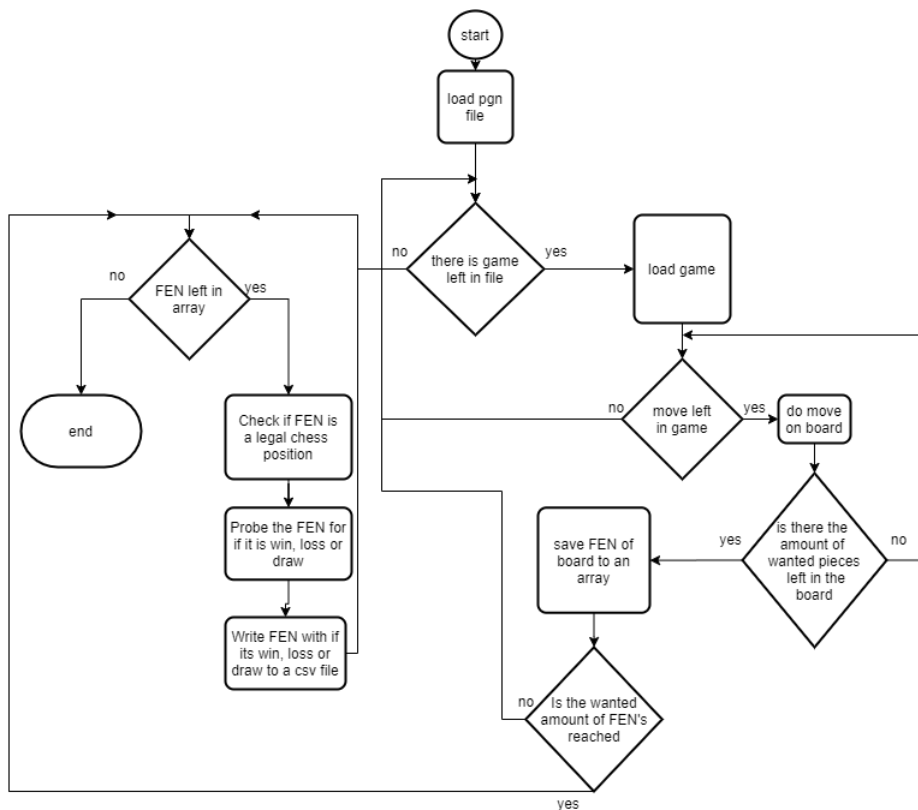 start
load pgn
file
there is game
left in file
no
yes
load game
FEN left in
array
no
yes
end
Check if FEN is
a legal chess
position
Probe the FEN for
if it is win, loss or
draw
Write FEN with if
its win, loss or
draw to a csv file
move left
in game
no
yes
do move
on board
is there the
amount of
wanted pieces
left in the
board
yes
no
save FEN of
board to an
array
Is the wanted
amount of FEN's
reached
no
yes